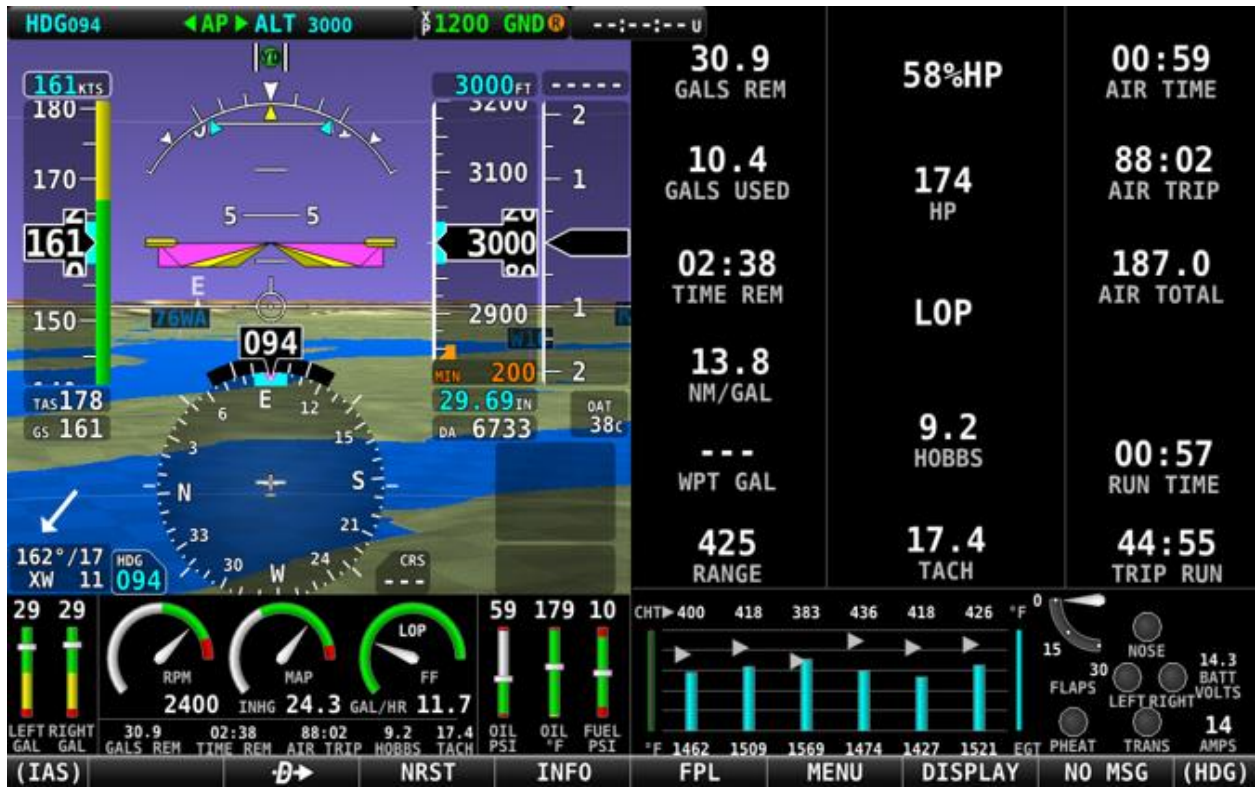 HDG094 AP ALT 3000 XP 1200 GND R --:--:-- U
161KTS
180
170
161
150
TAS178
GS 161
5 5
E
76WA
094
3000FT -----
3200
3100
20
3000
80
2900
MIN 200
2
1
1
2
29.69IN
DA 6733
OAT
38c
E 12 15 S 21 24 W 30 33 N 3 6
162°/17
XW 11
HDG
094
CRS
---
30.9
GALS REM
10.4
GALS USED
02:38
TIME REM
13.8
NM/GAL
---
WPT GAL
425
RANGE
58%HP
174
HP
LOP
9.2
HOBBS
17.4
TACH
00:59
AIR TIME
88:02
AIR TRIP
187.0
AIR TOTAL
00:57
RUN TIME
44:55
TRIP RUN
29 29
LEFT RIGHT
GAL GAL
RPM
2400
MAP
INHG 24.3
LOP
FF
GAL/HR 11.7
30.9 02:38 88:02 9.2 17.4
GALS REM TIME REM AIR TRIP HOBBS TACH
59 179 10
OIL OIL FUEL
PSI °F PSI
CHT 400 418 383 436 418 426 °F
°F 1462 1509 1569 1474 1427 1521 EGT
0
15
30
FLAPS
NOSE
LEFT RIGHT
PHEAT TRANS
14.3
BATT
VOLTS
14
AMPS
(IAS) D NRST INFO FPL MENU DISPLAY NO MSG (HDG)